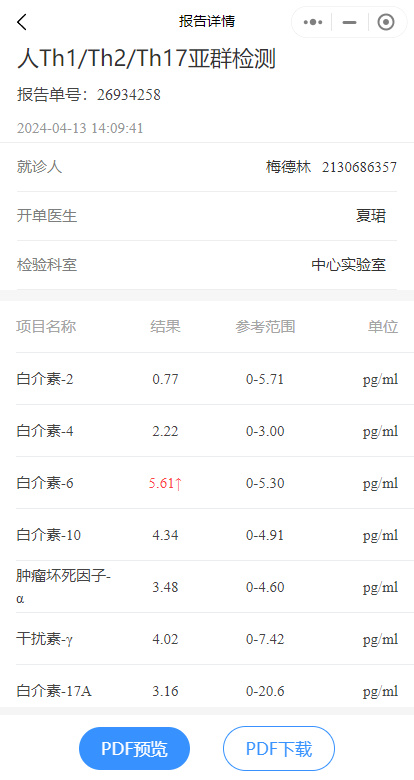 报告详情
人Th1/Th2/Th17亚群检测
报告单号：26934258
2024-04-13 14:09:41
就诊人 梅德林 2130686357
开单医生 夏珺
检验科室 中心实验室
项目名称 结果 参考范围 单位
白介素-2 0.77 0-5.71 pg/ml
白介素-4 2.22 0-3.00 pg/ml
白介素-6 5.61↑ 0-5.30 pg/ml
白介素-10 4.34 0-4.91 pg/ml
肿瘤坏死因子-
α 3.48 0-4.60 pg/ml
干扰素-γ 4.02 0-7.42 pg/ml
白介素-17A 3.16 0-20.6 pg/ml
PDF预览 PDF下载